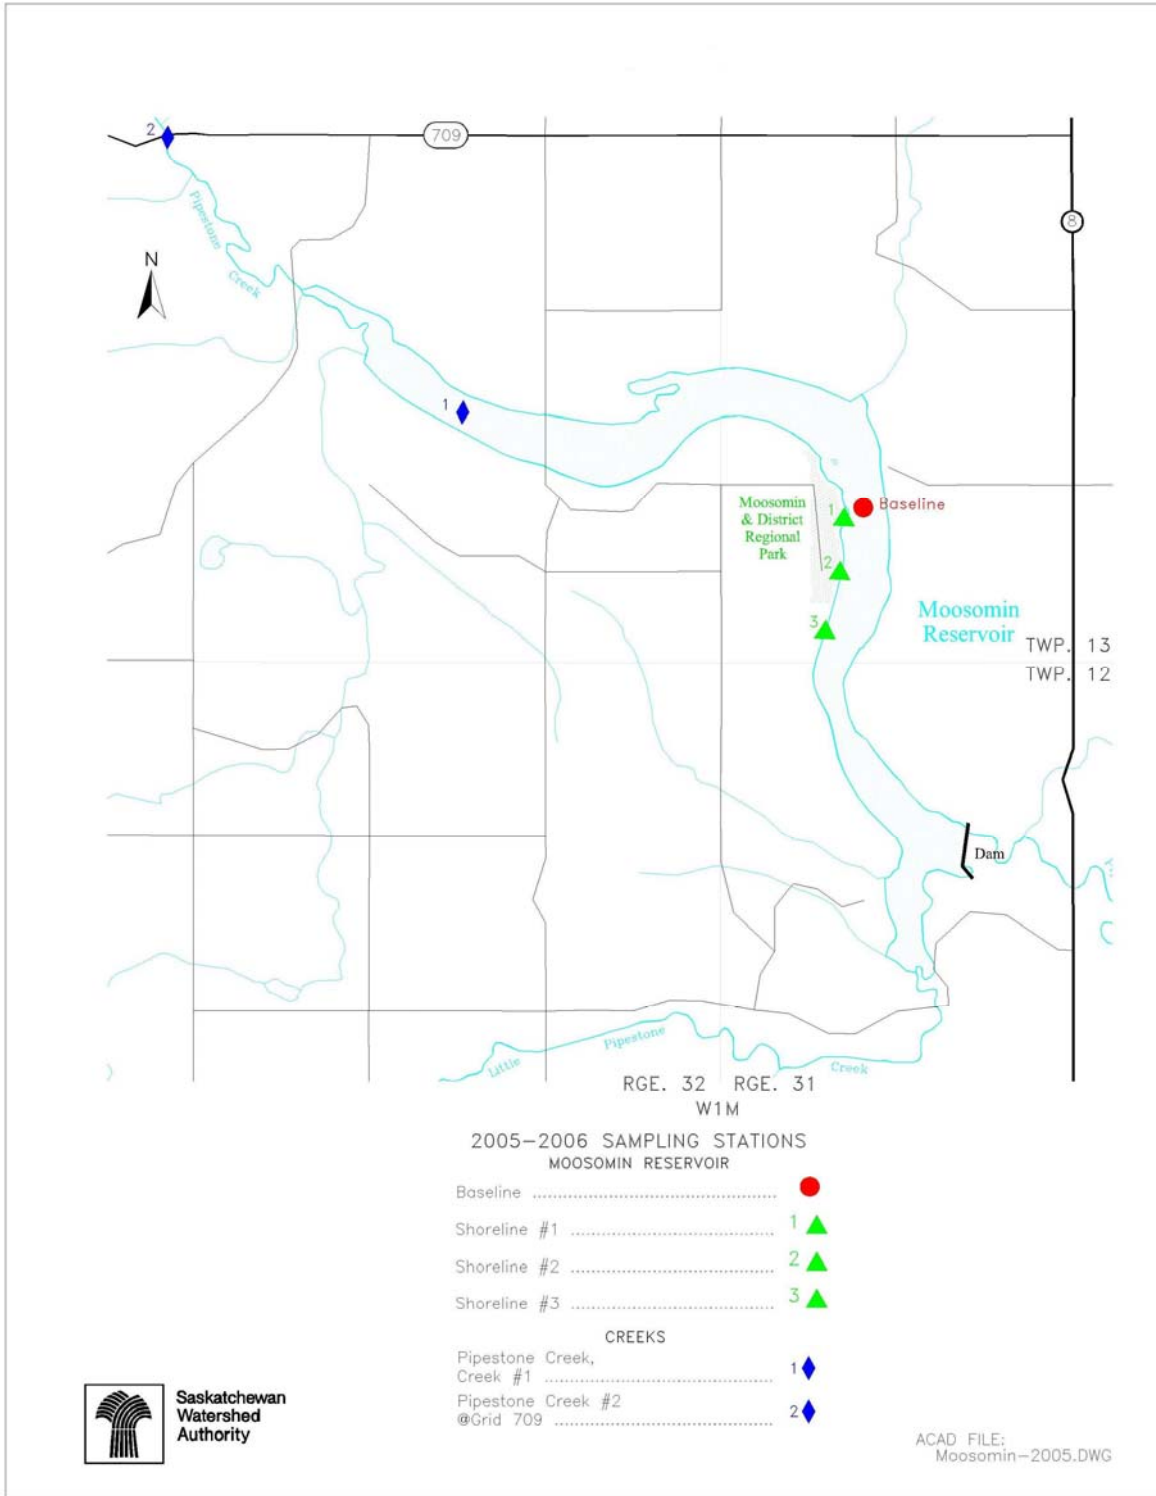 2
709
8
Pipestone
Creek
N
1
Moosomin
& District
Regional
Park
1
Baseline
2
3
Moosomin
Reservoir
TWP. 13
TWP. 12
Dam
Little
Pipestone
Creek
RGE. 32 RGE. 31
W1M
2005-2006 SAMPLING STATIONS
MOOSOMIN RESERVOIR
Baseline
Shoreline #1 1
Shoreline #2 2
Shoreline #3 3
CREEKS
Pipestone Creek,
Creek #1 1
Pipestone Creek #2
@Grid 709 2
Saskatchewan
Watershed
Authority
ACAD FILE:
Moosomin-2005.DWG